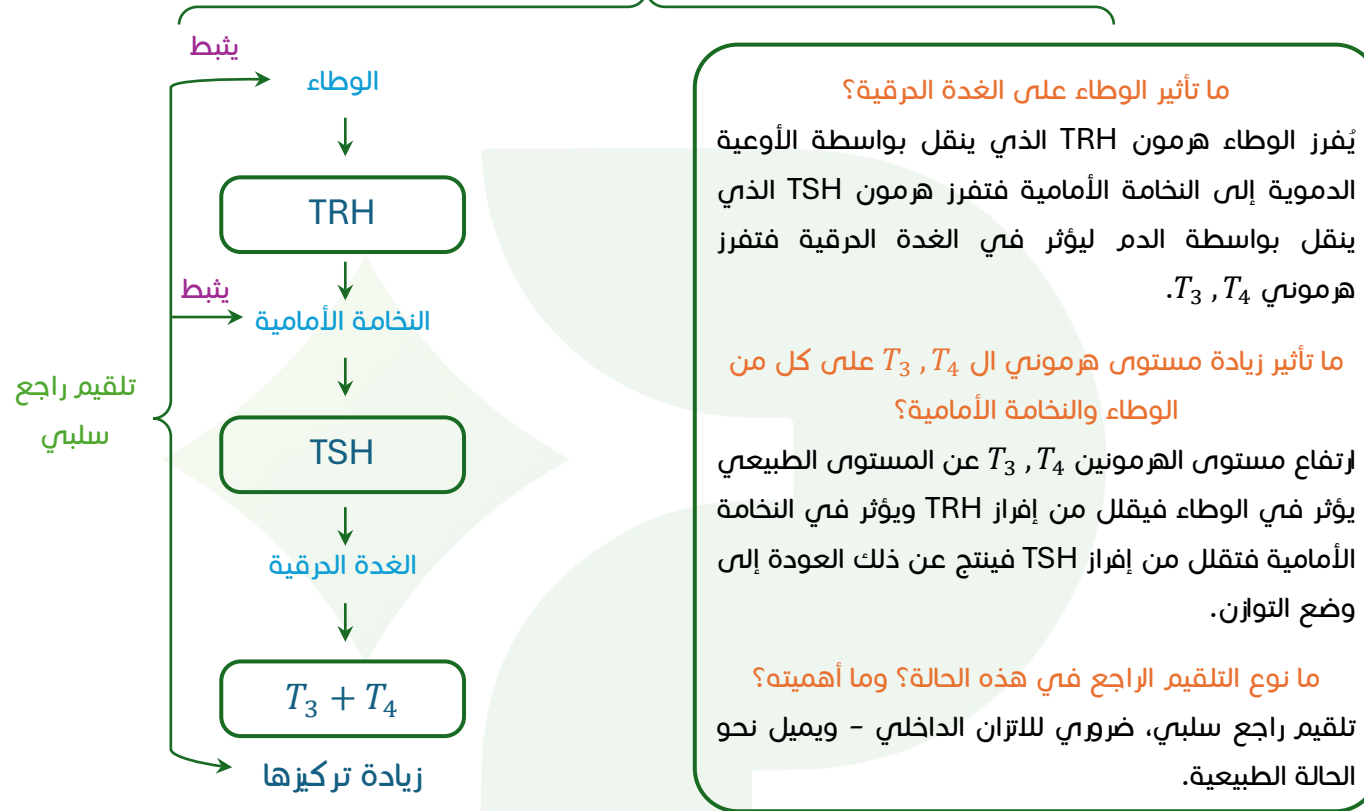 يثبط
الوطاء
TRH
يثبط
النخامة الأمامية
تلقيم راجع
سلبي
TSH
الغدة الدرقية
T₃ + T₄
زيادة تركيزها
ما تأثير الوطاء على الغدة الدرقية؟
يُفرز الوطاء هرمون TRH الذي ينقل بواسطة الأوعية
الدموية إلى النخامة الأمامية فتفرز هرمون TSH الذي
ينقل بواسطة الدم ليؤثر في الغدة الدرقية فتفرز
هرموني T₃ , T₄.
ما تأثير زيادة مستوى هرموني ال T₃ , T₄ على كل من
الوطاء والنخامة الأمامية؟
ارتفاع مستوى الهرمونين T₃ , T₄ عن المستوى الطبيعي
يؤثر في الوطاء فيقلل من إفراز TRH ويؤثر في النخامة
الأمامية فتقلل من إفراز TSH فينتج عن ذلك العودة إلى
وضع التوازن.
ما نوع التلقيم الراجع في هذه الحالة؟ وما أهميته؟
تلقيم راجع سلبي، ضروري للاتزان الداخلي – ويميل نحو
الحالة الطبيعية.